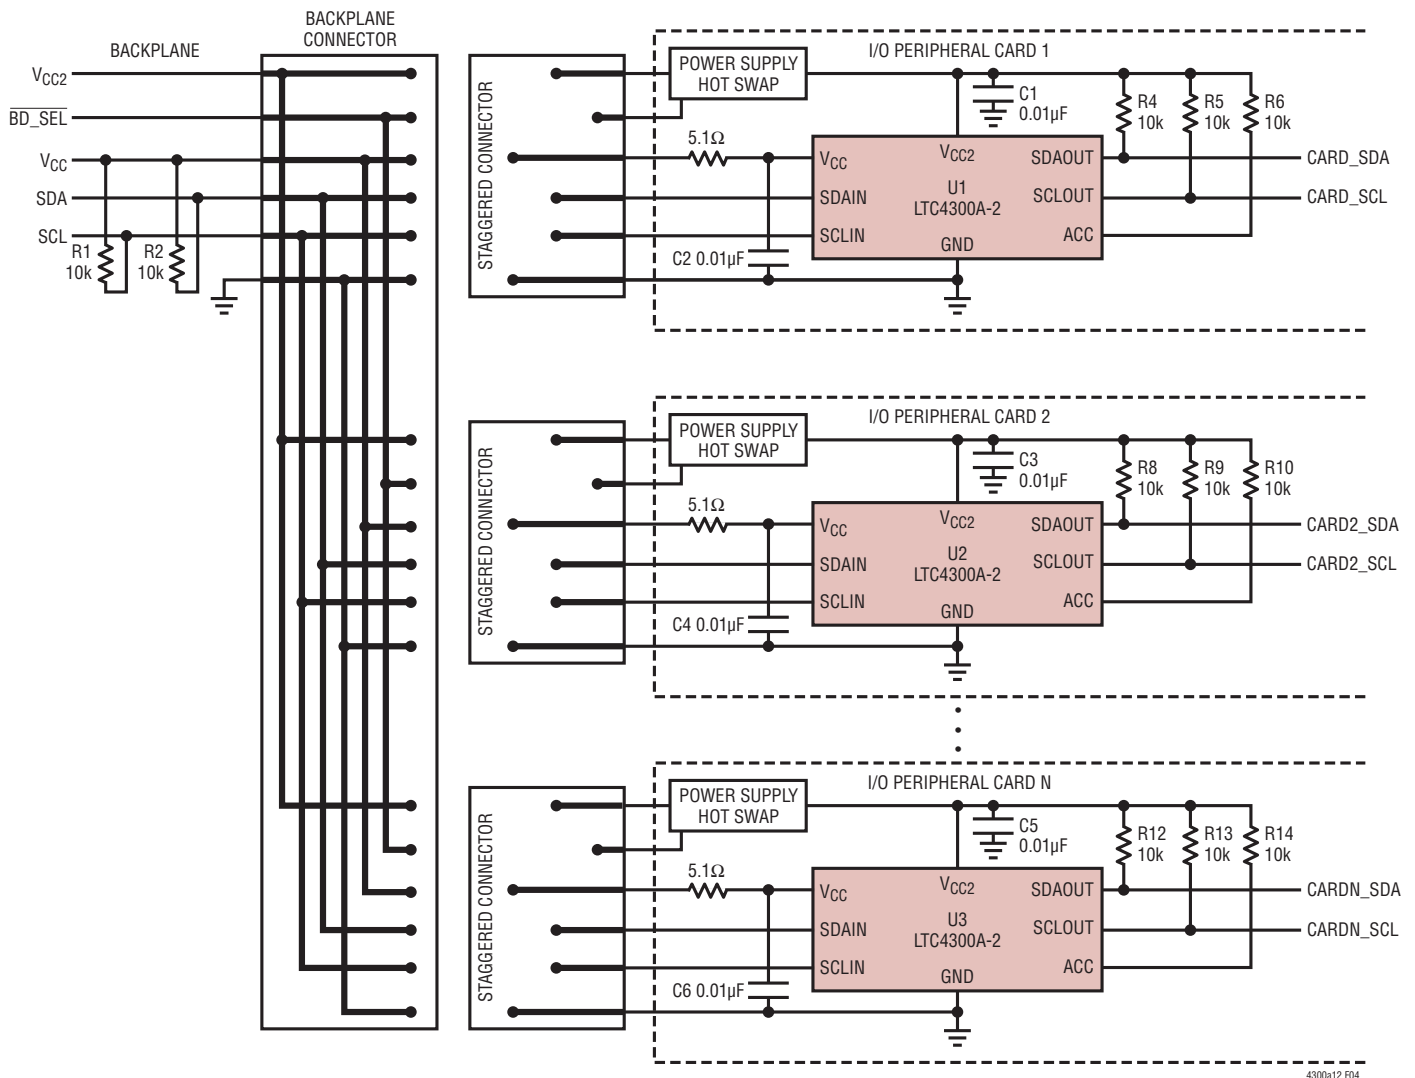 BACKPLANE
CONNECTOR
BACKPLANE
VCC2
BD_SEL
VCC
SDA
SCL
R1
10k
R2
10k
STAGGERED CONNECTOR
POWER SUPPLY
HOT SWAP
I/O PERIPHERAL CARD 1
C1
0.01µF
R4
10k
R5
10k
R6
10k
5.1Ω
C2 0.01µF
VCC
VCC2
SDAOUT
SDAIN
U1
LTC4300A-2
SCLOUT
SCLIN
GND
ACC
CARD_SDA
CARD_SCL
STAGGERED CONNECTOR
POWER SUPPLY
HOT SWAP
I/O PERIPHERAL CARD 2
C3
0.01µF
R8
10k
R9
10k
R10
10k
5.1Ω
C4 0.01µF
VCC
VCC2
SDAOUT
SDAIN
U2
LTC4300A-2
SCLOUT
SCLIN
GND
ACC
CARD2_SDA
CARD2_SCL
STAGGERED CONNECTOR
POWER SUPPLY
HOT SWAP
I/O PERIPHERAL CARD N
C5
0.01µF
R12
10k
R13
10k
R14
10k
5.1Ω
C6 0.01µF
VCC
VCC2
SDAOUT
SDAIN
U3
LTC4300A-2
SCLOUT
SCLIN
GND
ACC
CARDN_SDA
CARDN_SCL
4300a12 F04